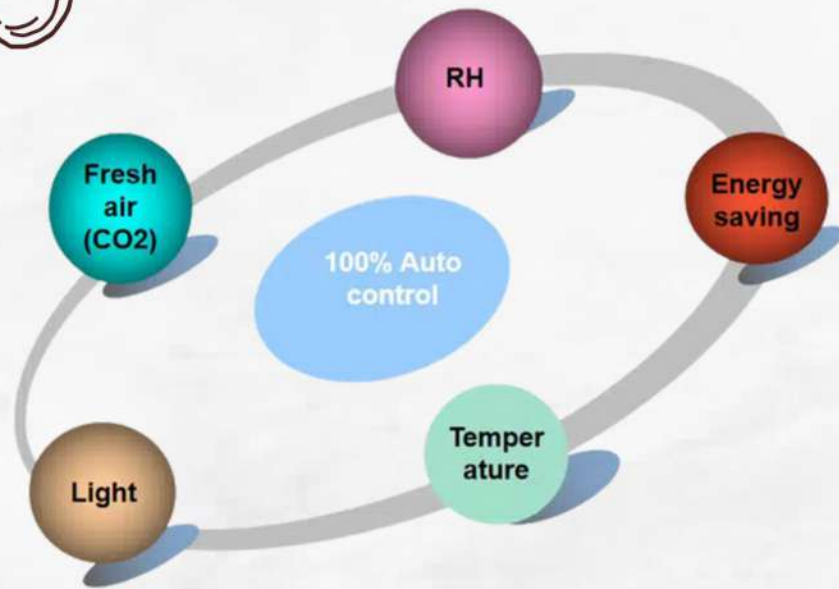 RH
Fresh
air
(CO2)
Energy
saving
100% Auto
control
Temper
ature
Light